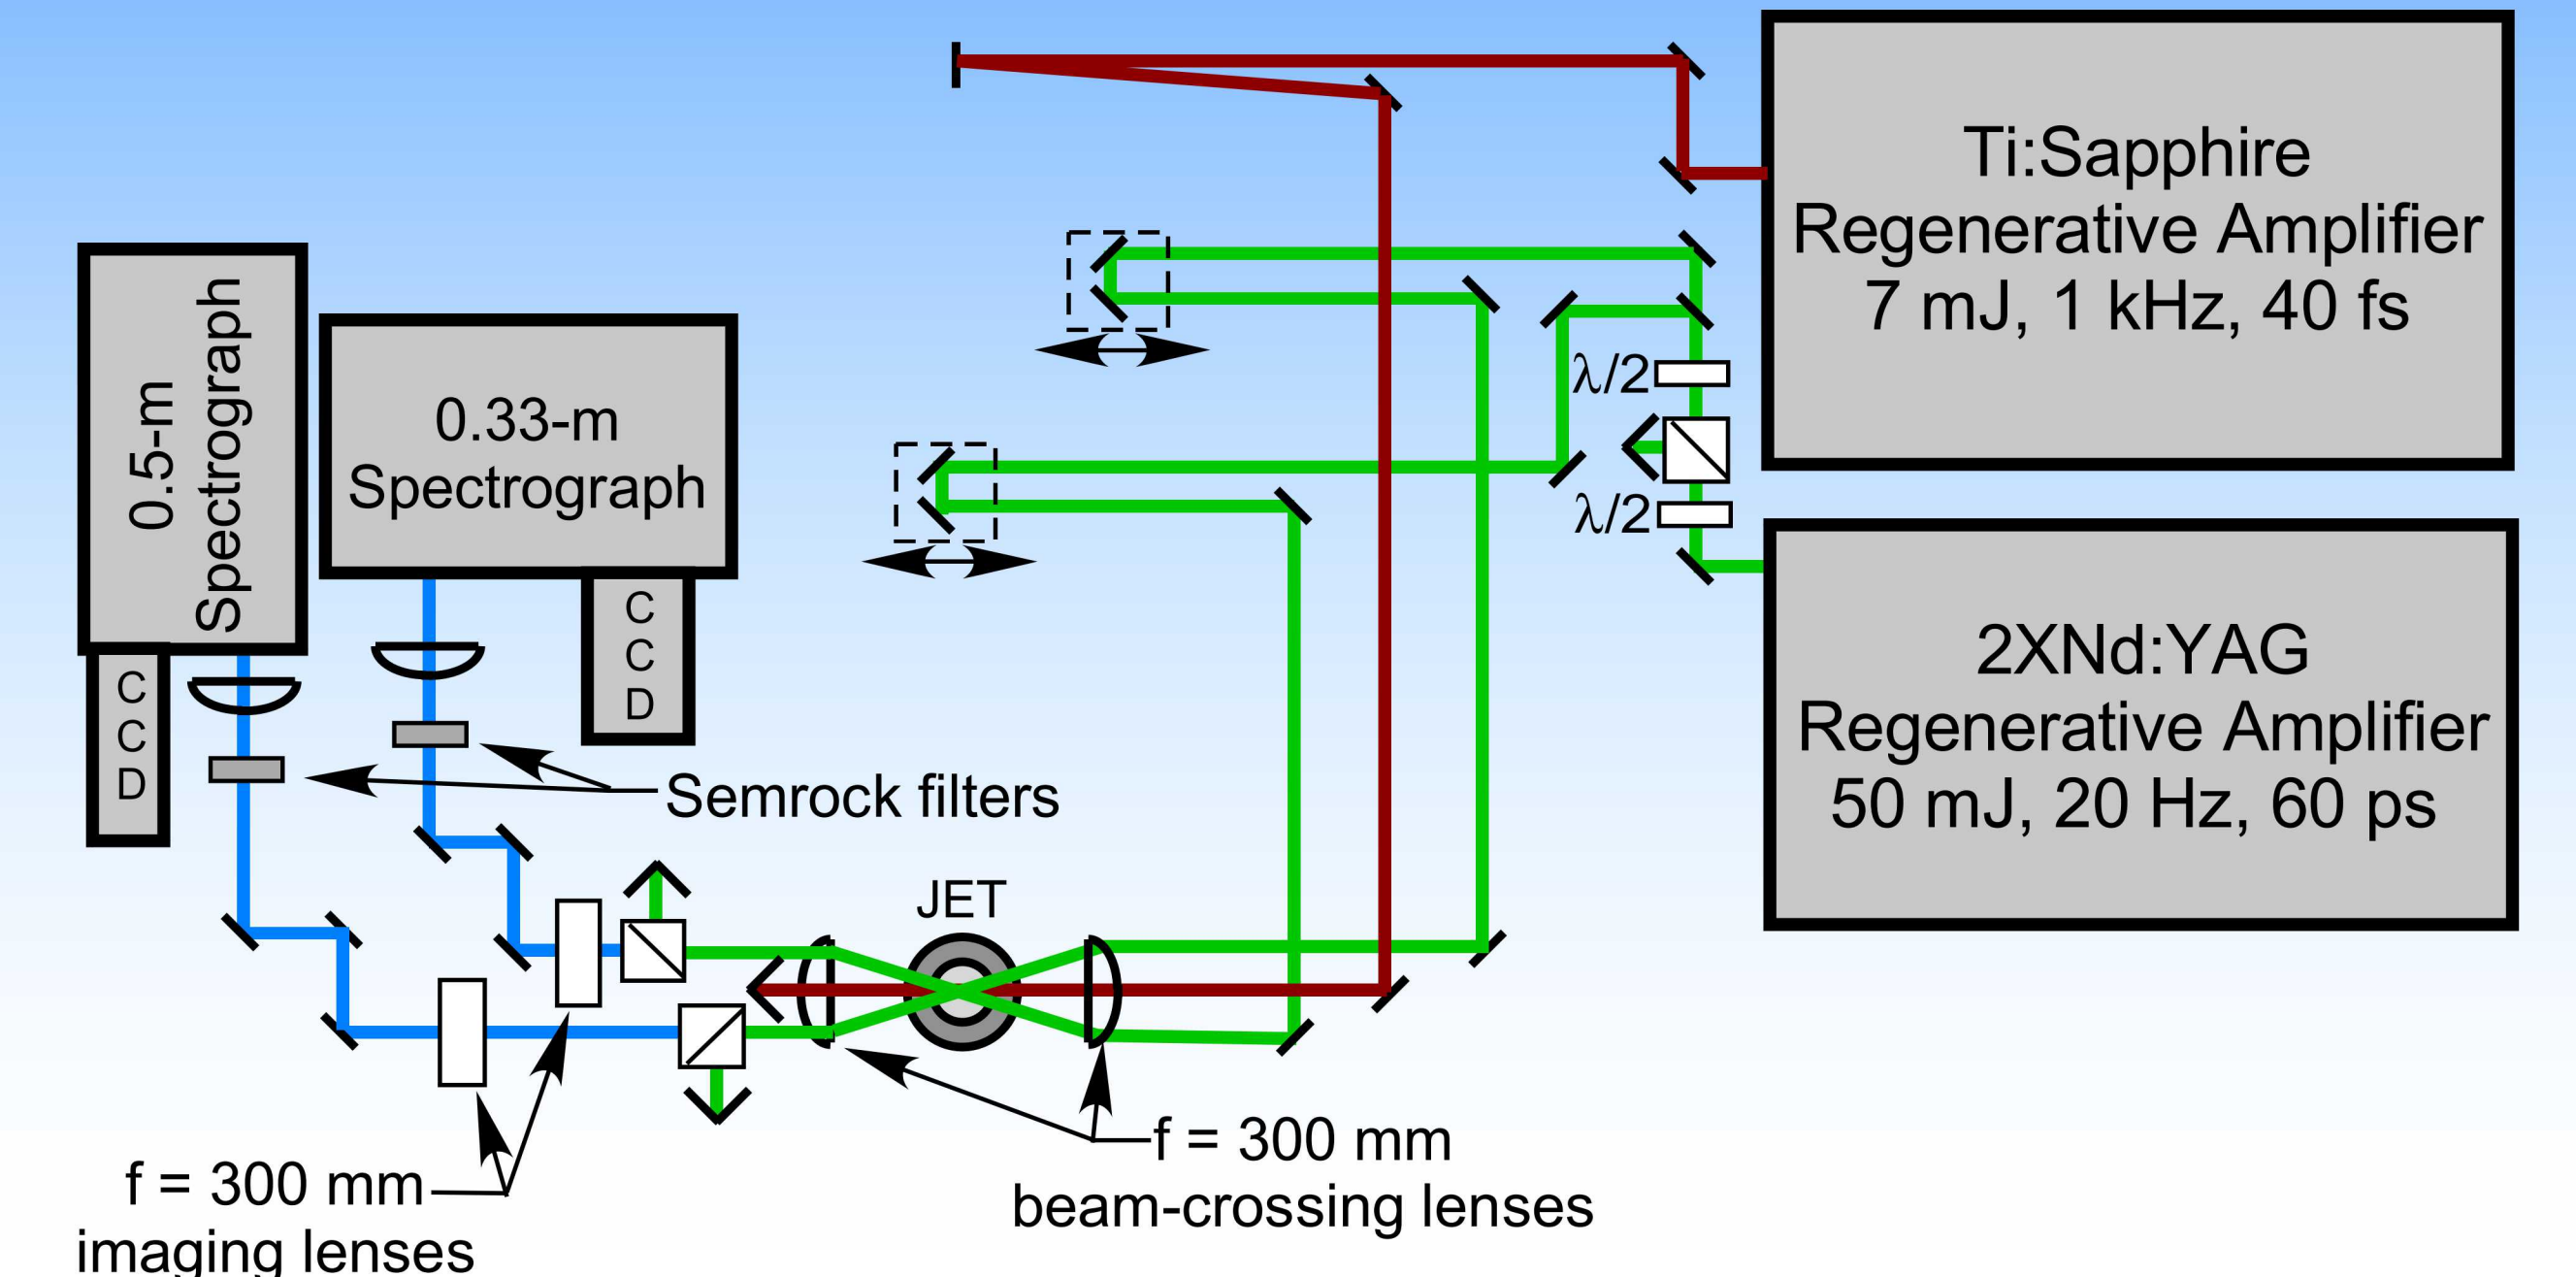 Ti:Sapphire
Regenerative Amplifier
7 mJ, 1 kHz, 40 fs
λ/2
λ/2
2XNd:YAG
Regenerative Amplifier
50 mJ, 20 Hz, 60 ps
0.5-m
Spectrograph
0.33-m
Spectrograph
C
C
D
C
C
D
Semrock filters
JET
f = 300 mm
beam-crossing lenses
f = 300 mm
imaging lenses